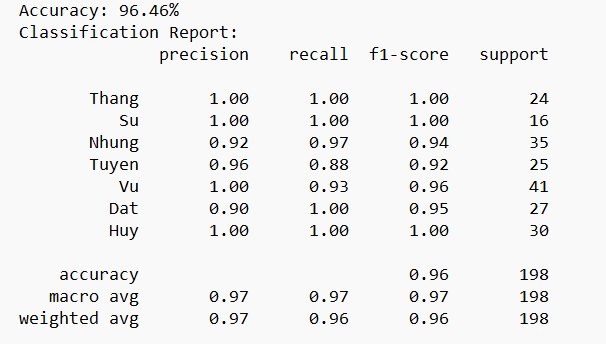 Accuracy: 96.46%
Classification Report:
precision recall f1-score support
Thang 1.00 1.00 1.00 24
Su 1.00 1.00 1.00 16
Nhung 0.92 0.97 0.94 35
Tuyen 0.96 0.88 0.92 25
Vu 1.00 0.93 0.96 41
Dat 0.90 1.00 0.95 27
Huy 1.00 1.00 1.00 30
accuracy 0.96 198
macro avg 0.97 0.97 0.97 198
weighted avg 0.97 0.96 0.96 198